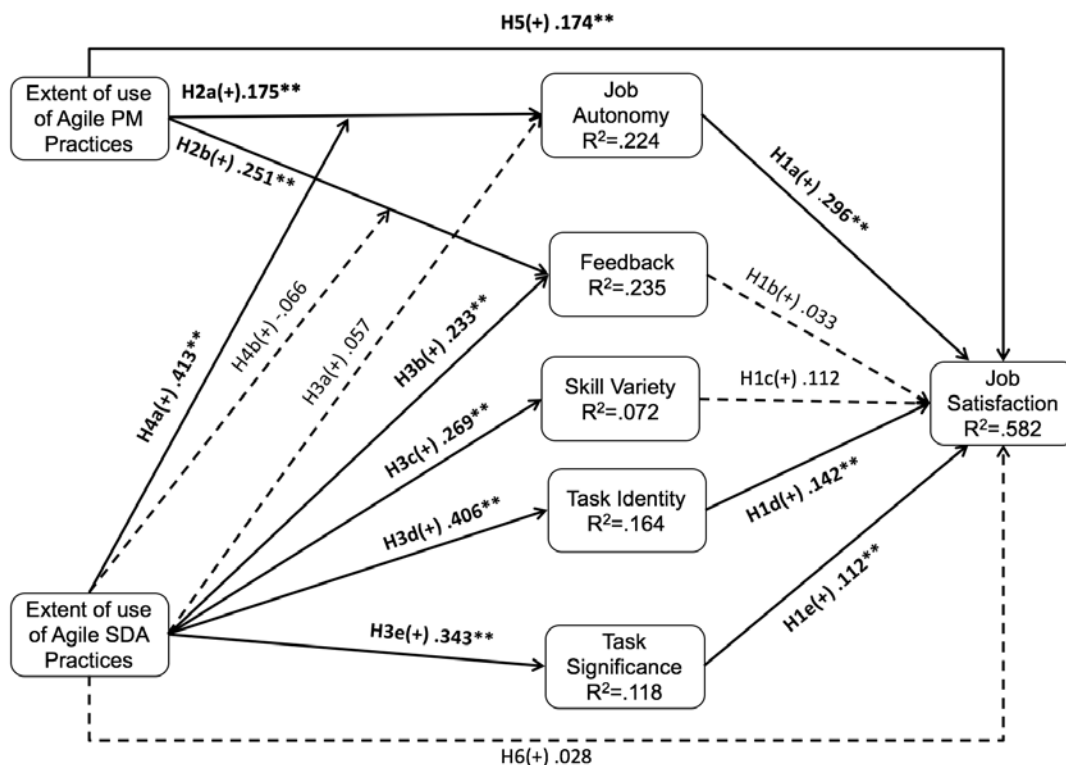 H5(+) .174**
Extent of use
of Agile PM
Practices
H2a(+).175**
H2b(+) .251**
Job
Autonomy
R²=.224
H1a(+) .296**
Feedback
R²=.235
H1b(+) .033
H4a(+) .413**
H4b(+) -.066
H3a(+) .057
H3b(+) .233**
Skill Variety
R²=.072
H1c(+) .112
Job
Satisfaction
R²=.582
H3c(+) .269**
H3d(+) .406**
Task Identity
R²=.164
H1d(+) .142**
Extent of use
of Agile SDA
Practices
H3e(+) .343**
Task
Significance
R²=.118
H1e(+) .112**
H6(+) .028